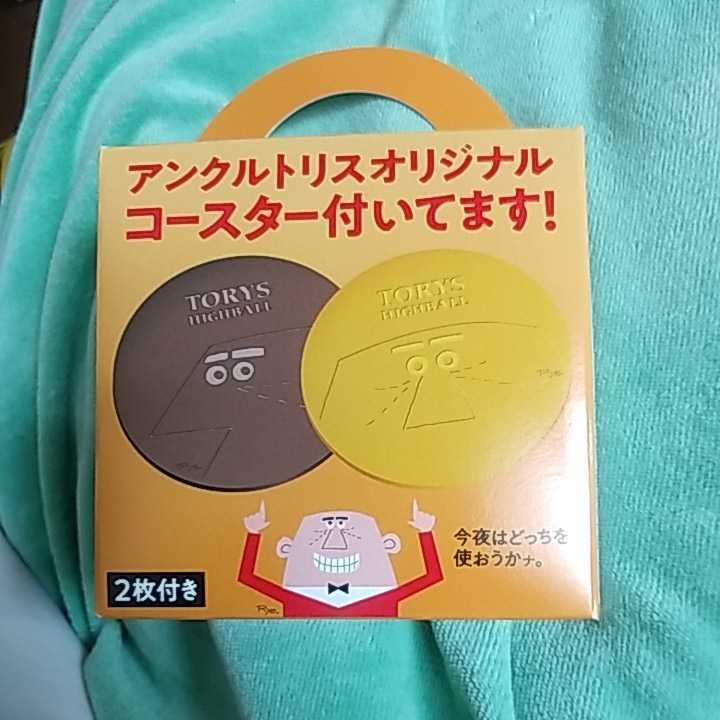 アンクルトリスオリジナル
コースター付いてます!
TORYS
HIGHBALL
TORYS
HIGHBALL
今夜はどっちを
使おうかナ。
2枚付き